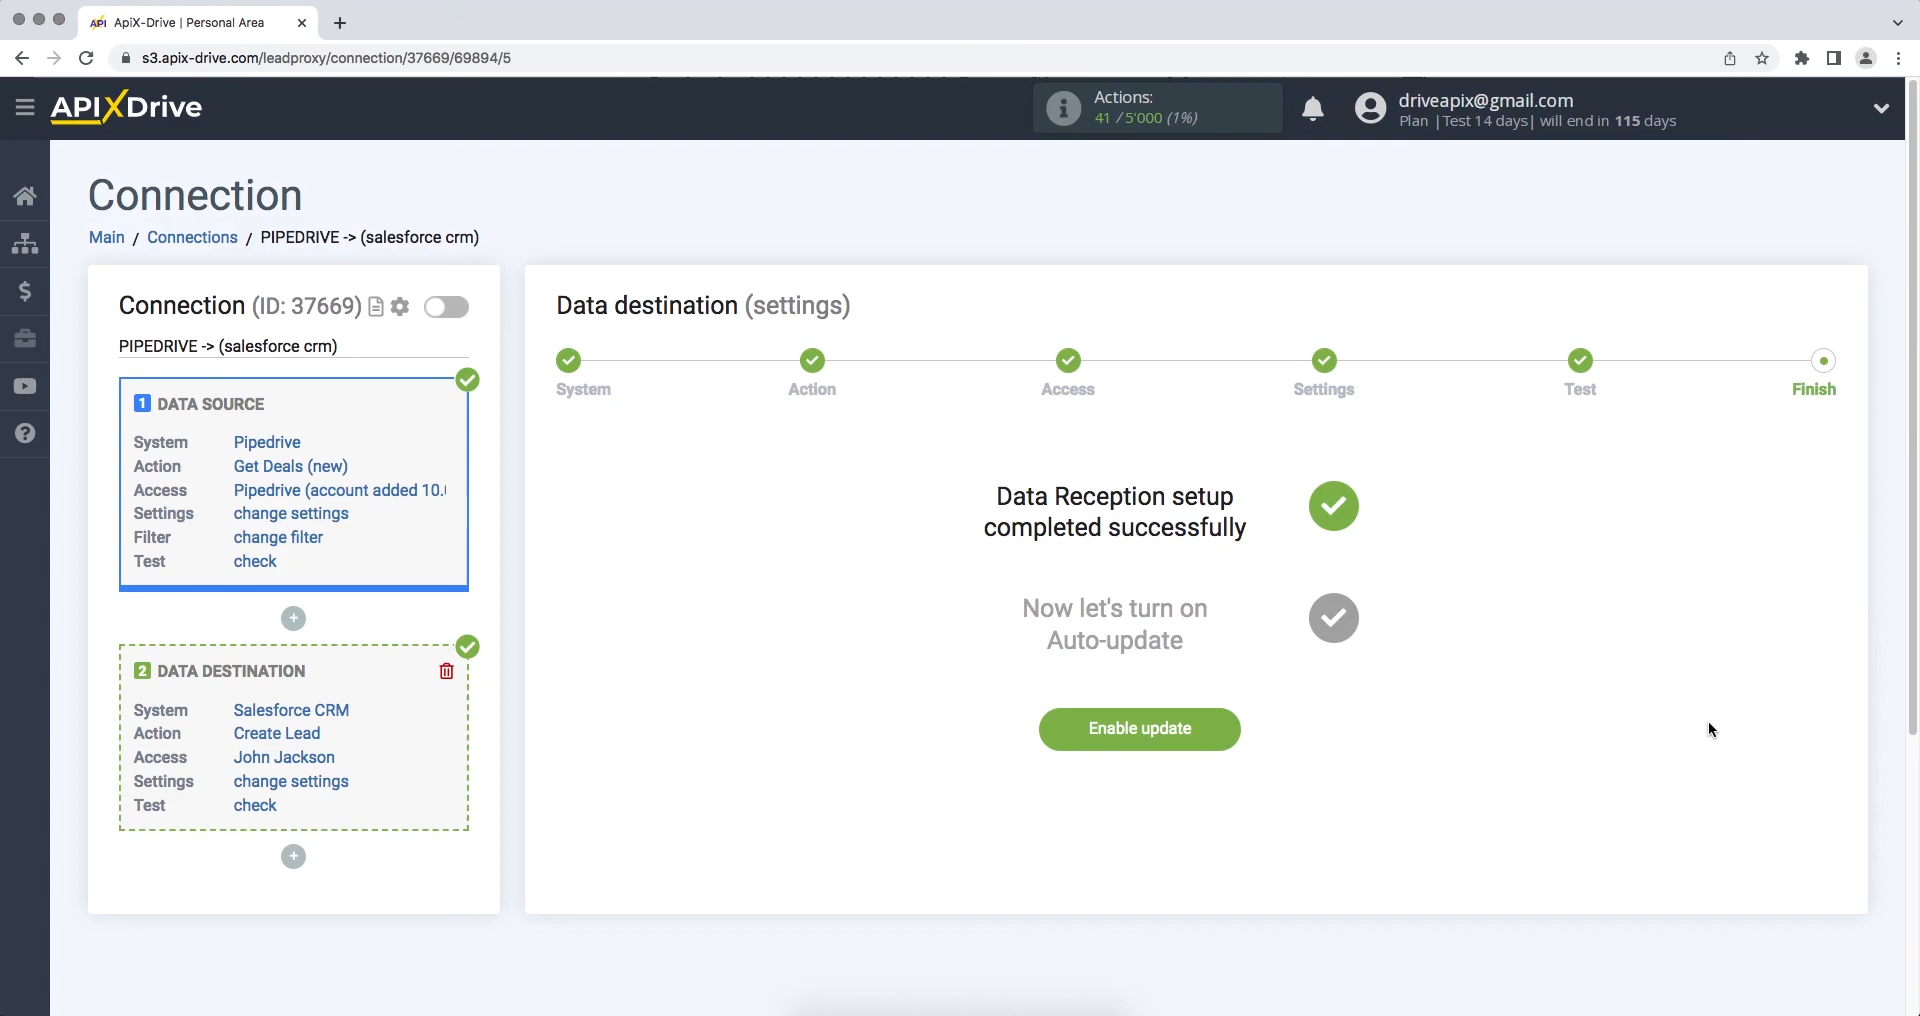 API ApiX-Drive | Personal Area
s3.apix-drive.com/leadproxy/connection/37669/69894/5
APIXDrive
Actions:
41 / 5'000 (1%)
driveapix@gmail.com
Plan | Test 14 days| will end in 115 days
Connection
Main / Connections / PIPEDRIVE -> (salesforce crm)
Connection (ID: 37669)
PIPEDRIVE -> (salesforce crm)
1 DATA SOURCE
System Pipedrive
Action Get Deals (new)
Access Pipedrive (account added 10.
Settings change settings
Filter change filter
Test check
2 DATA DESTINATION
System Salesforce CRM
Action Create Lead
Access John Jackson
Settings change settings
Test check
Data destination (settings)
System Action Access Settings Test Finish
Data Reception setup
completed successfully
Now let's turn on
Auto-update
Enable update